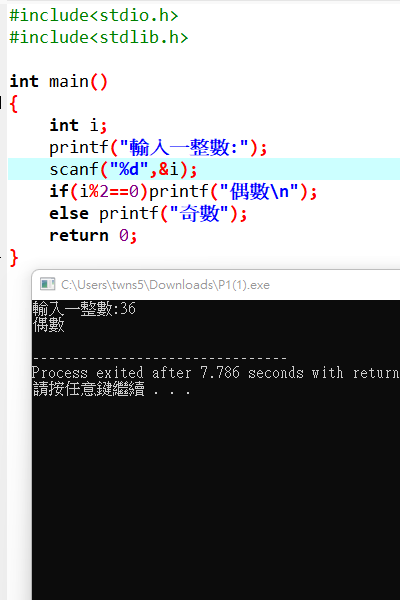 #include<stdio.h>
#include<stdlib.h>
int main()
{
int i;
printf("輸入一整數:");
scanf("%d",&i);
if(i%2==0)printf("偶數\n");
else printf("奇數");
return 0;
}
C:\Users\twns5\Downloads\P1(1).exe
輸入一整數:36
偶數
--------------------------------
Process exited after 7.786 seconds with return
請按任意鍵繼續 . . .